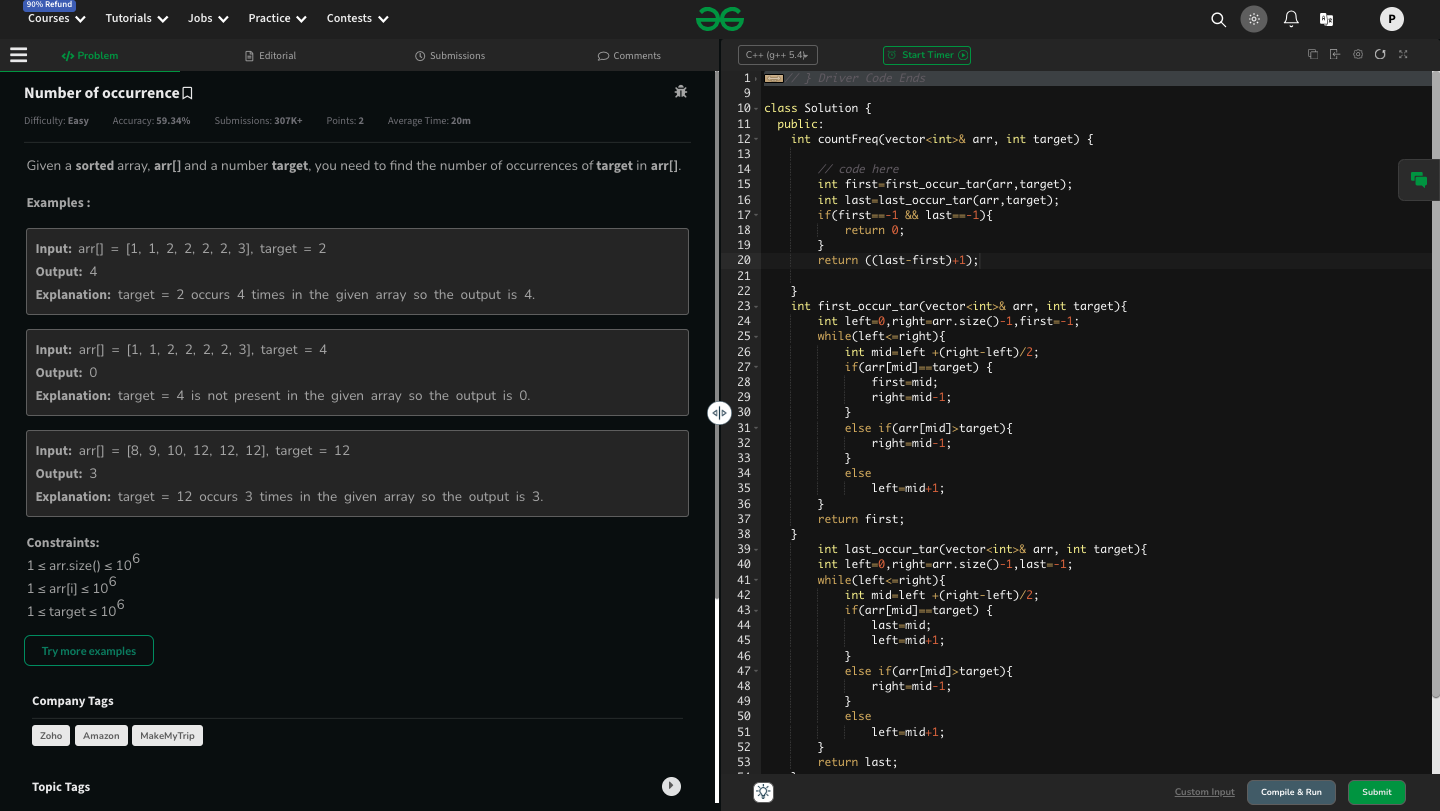 90% Refund
Courses Tutorials Jobs Practice Contests P
</> Problem Editorial Submissions Comments
Number of occurrence
Difficulty: Easy Accuracy: 59.34% Submissions: 307K+ Points: 2 Average Time: 20m
Given a sorted array, arr[] and a number target, you need to find the number of occurrences of target in arr[].
Examples :
Input: arr[] = [1, 1, 2, 2, 2, 2, 3], target = 2
Output: 4
Explanation: target = 2 occurs 4 times in the given array so the output is 4.
Input: arr[] = [1, 1, 2, 2, 2, 2, 3], target = 4
Output: 0
Explanation: target = 4 is not present in the given array so the output is 0.
Input: arr[] = [8, 9, 10, 12, 12, 12], target = 12
Output: 3
Explanation: target = 12 occurs 3 times in the given array so the output is 3.
Constraints:
1 ≤ arr.size() ≤ 10^6
1 ≤ arr[i] ≤ 10^6
1 ≤ target ≤ 10^6
Try more examples
Company Tags
Zoho Amazon MakeMyTrip
Topic Tags
C++ (g++ 5.4) Start Timer
1 // } Driver Code Ends
9
10 class Solution {
11 public:
12 int countFreq(vector<int>& arr, int target) {
13
14 // code here
15 int first=first_occur_tar(arr,target);
16 int last=last_occur_tar(arr,target);
17 if(first==-1 && last==-1){
18 return 0;
19 }
20 return ((last-first)+1);
21
22 }
23 int first_occur_tar(vector<int>& arr, int target){
24 int left=0,right=arr.size()-1,first=-1;
25 while(left<=right){
26 int mid=left +(right-left)/2;
27 if(arr[mid]==target) {
28 first=mid;
29 right=mid-1;
30 }
31 else if(arr[mid]>target){
32 right=mid-1;
33 }
34 else
35 left=mid+1;
36 }
37 return first;
38 }
39 int last_occur_tar(vector<int>& arr, int target){
40 int left=0,right=arr.size()-1,last=-1;
41 while(left<=right){
42 int mid=left +(right-left)/2;
43 if(arr[mid]==target) {
44 last=mid;
45 left=mid+1;
46 }
47 else if(arr[mid]>target){
48 right=mid-1;
49 }
50 else
51 left=mid+1;
52 }
53 return last;
Custom Input Compile & Run Submit